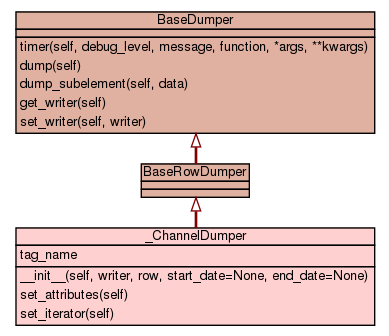 BaseDumper
timer(self, debug_level, message, function, *args, **kwargs)
dump(self)
dump_subelement(self, data)
get_writer(self)
set_writer(self, writer)
BaseRowDumper
_ChannelDumper
tag_name
__init__(self, writer, row, start_date=None, end_date=None)
set_attributes(self)
set_iterator(self)